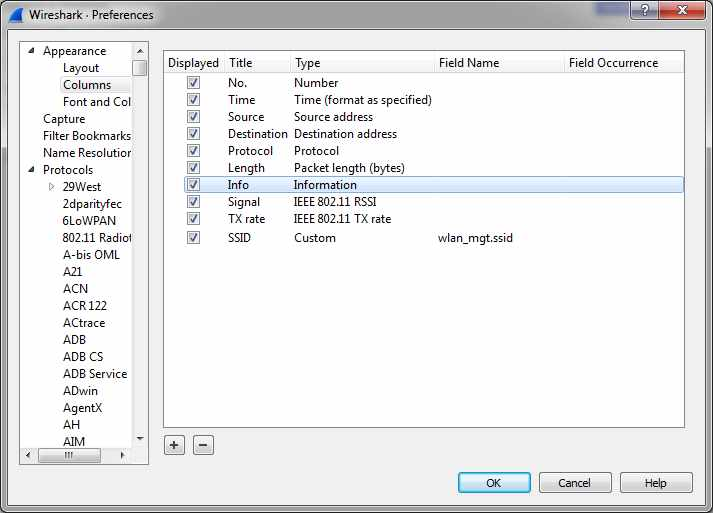 Wireshark · Preferences
Appearance
Layout
Columns
Font and Col
Capture
Filter Bookmarks
Name Resolution
Protocols
29West
2dparityfec
6LoWPAN
802.11 Radiot
A-bis OML
A21
ACN
ACR 122
ACtrace
ADB
ADB CS
ADB Service
ADwin
AgentX
AH
AIM
Displayed Title Type Field Name Field Occurrence
No. Number
Time Time (format as specified)
Source Source address
Destination Destination address
Protocol Protocol
Length Packet length (bytes)
Info Information
Signal IEEE 802.11 RSSI
TX rate IEEE 802.11 TX rate
SSID Custom wlan_mgt.ssid
OK Cancel Help